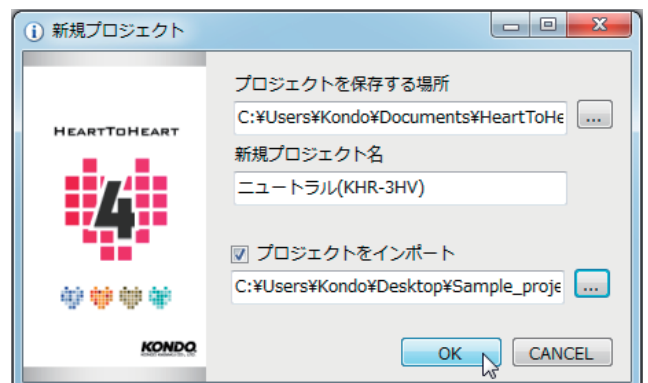 新規プロジェクト
プロジェクトを保存する場所
C:¥Users¥Kondo¥Documents¥HeartToHe
...
HEARTTOHEART
4
新規プロジェクト名
ニュートラル(KHR-3HV)
プロジェクトをインポート
C:¥Users¥Kondo¥Desktop¥Sample_proje
...
KONDO
OK
CANCEL